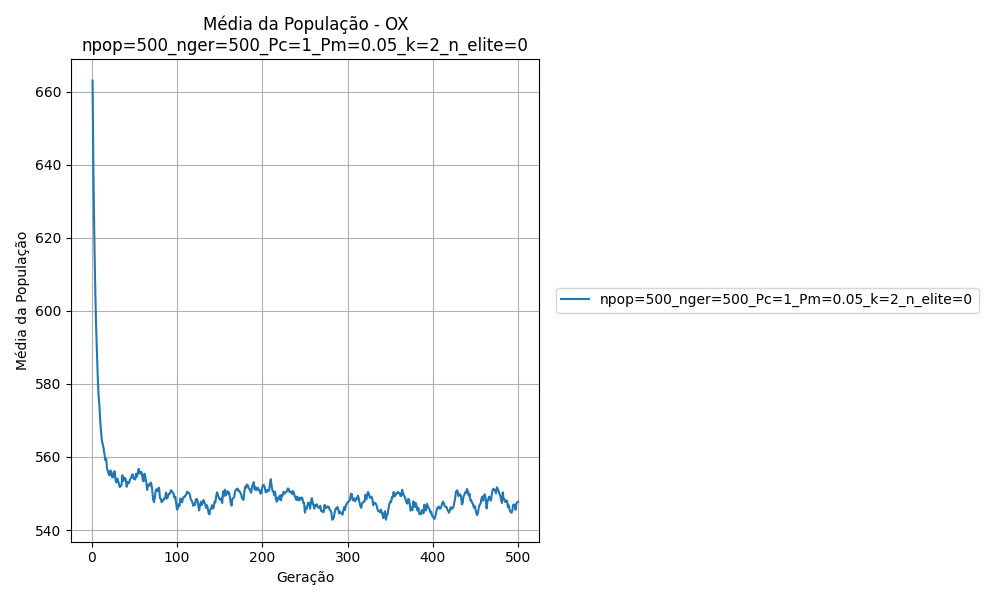 Média da População - OX
npop=500_nger=500_Pc=1_Pm=0.05_k=2_n_elite=0
Média da População
660
640
620
600
580
560
540
0
100
200
300
400
500
Geração
npop=500_nger=500_Pc=1_Pm=0.05_k=2_n_elite=0